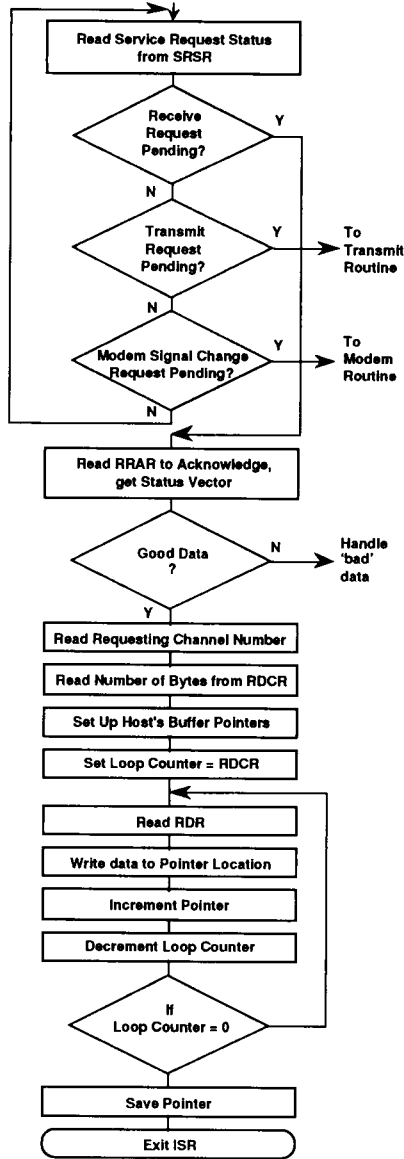 Read Service Request Status
from SRSR
Receive
Request
Pending?
Y
N
Transmit
Request
Pending?
Y
To
Transmit
Routine
N
Modem Signal Change
Request Pending?
Y
To
Modem
Routine
N
Read RRAR to Acknowledge,
get Status Vector
Good Data
?
N
Handle
'bad'
data
Y
Read Requesting Channel Number
Read Number of Bytes from RDCR
Set Up Host's Buffer Pointers
Set Loop Counter = RDCR
Read RDR
Write data to Pointer Location
Increment Pointer
Decrement Loop Counter
If
Loop Counter = 0
Save Pointer
Exit ISR